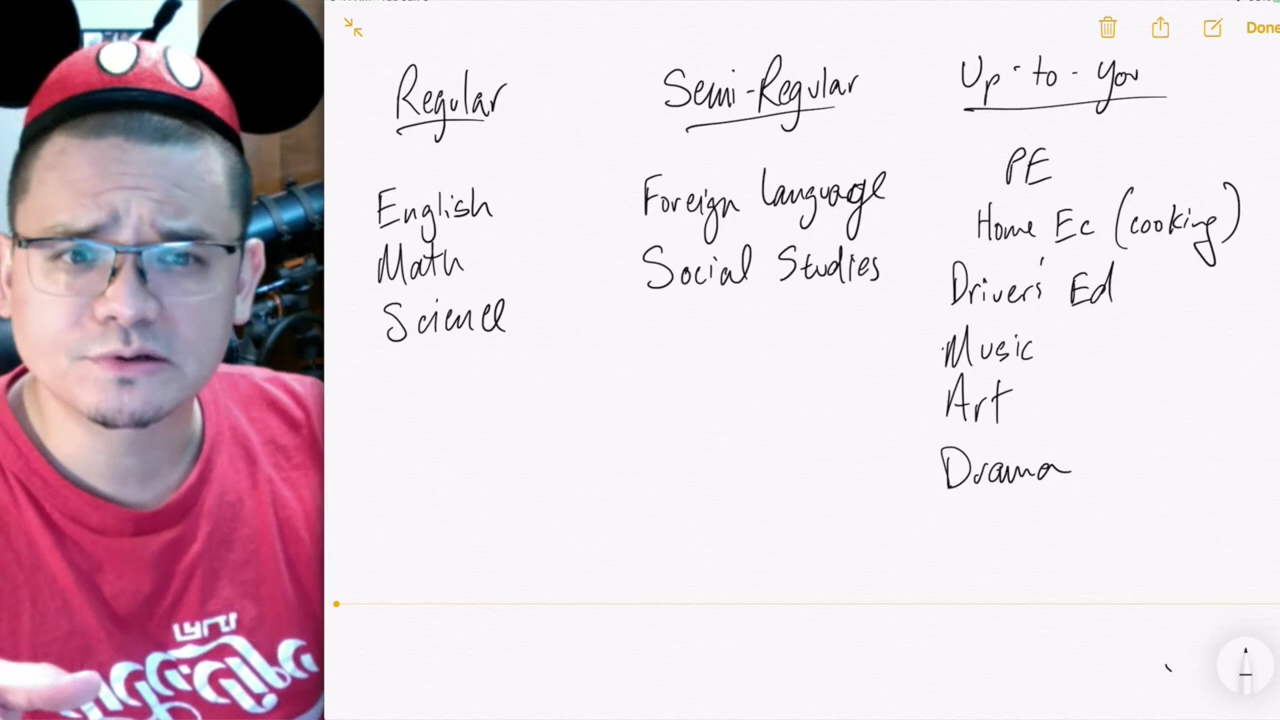 Done
Regular
English
Math
Science
Semi-Regular
Foreign language
Social Studies
Up-to-you
PE
Home Ec (cooking)
Driver's Ed
Music
Art
Drama